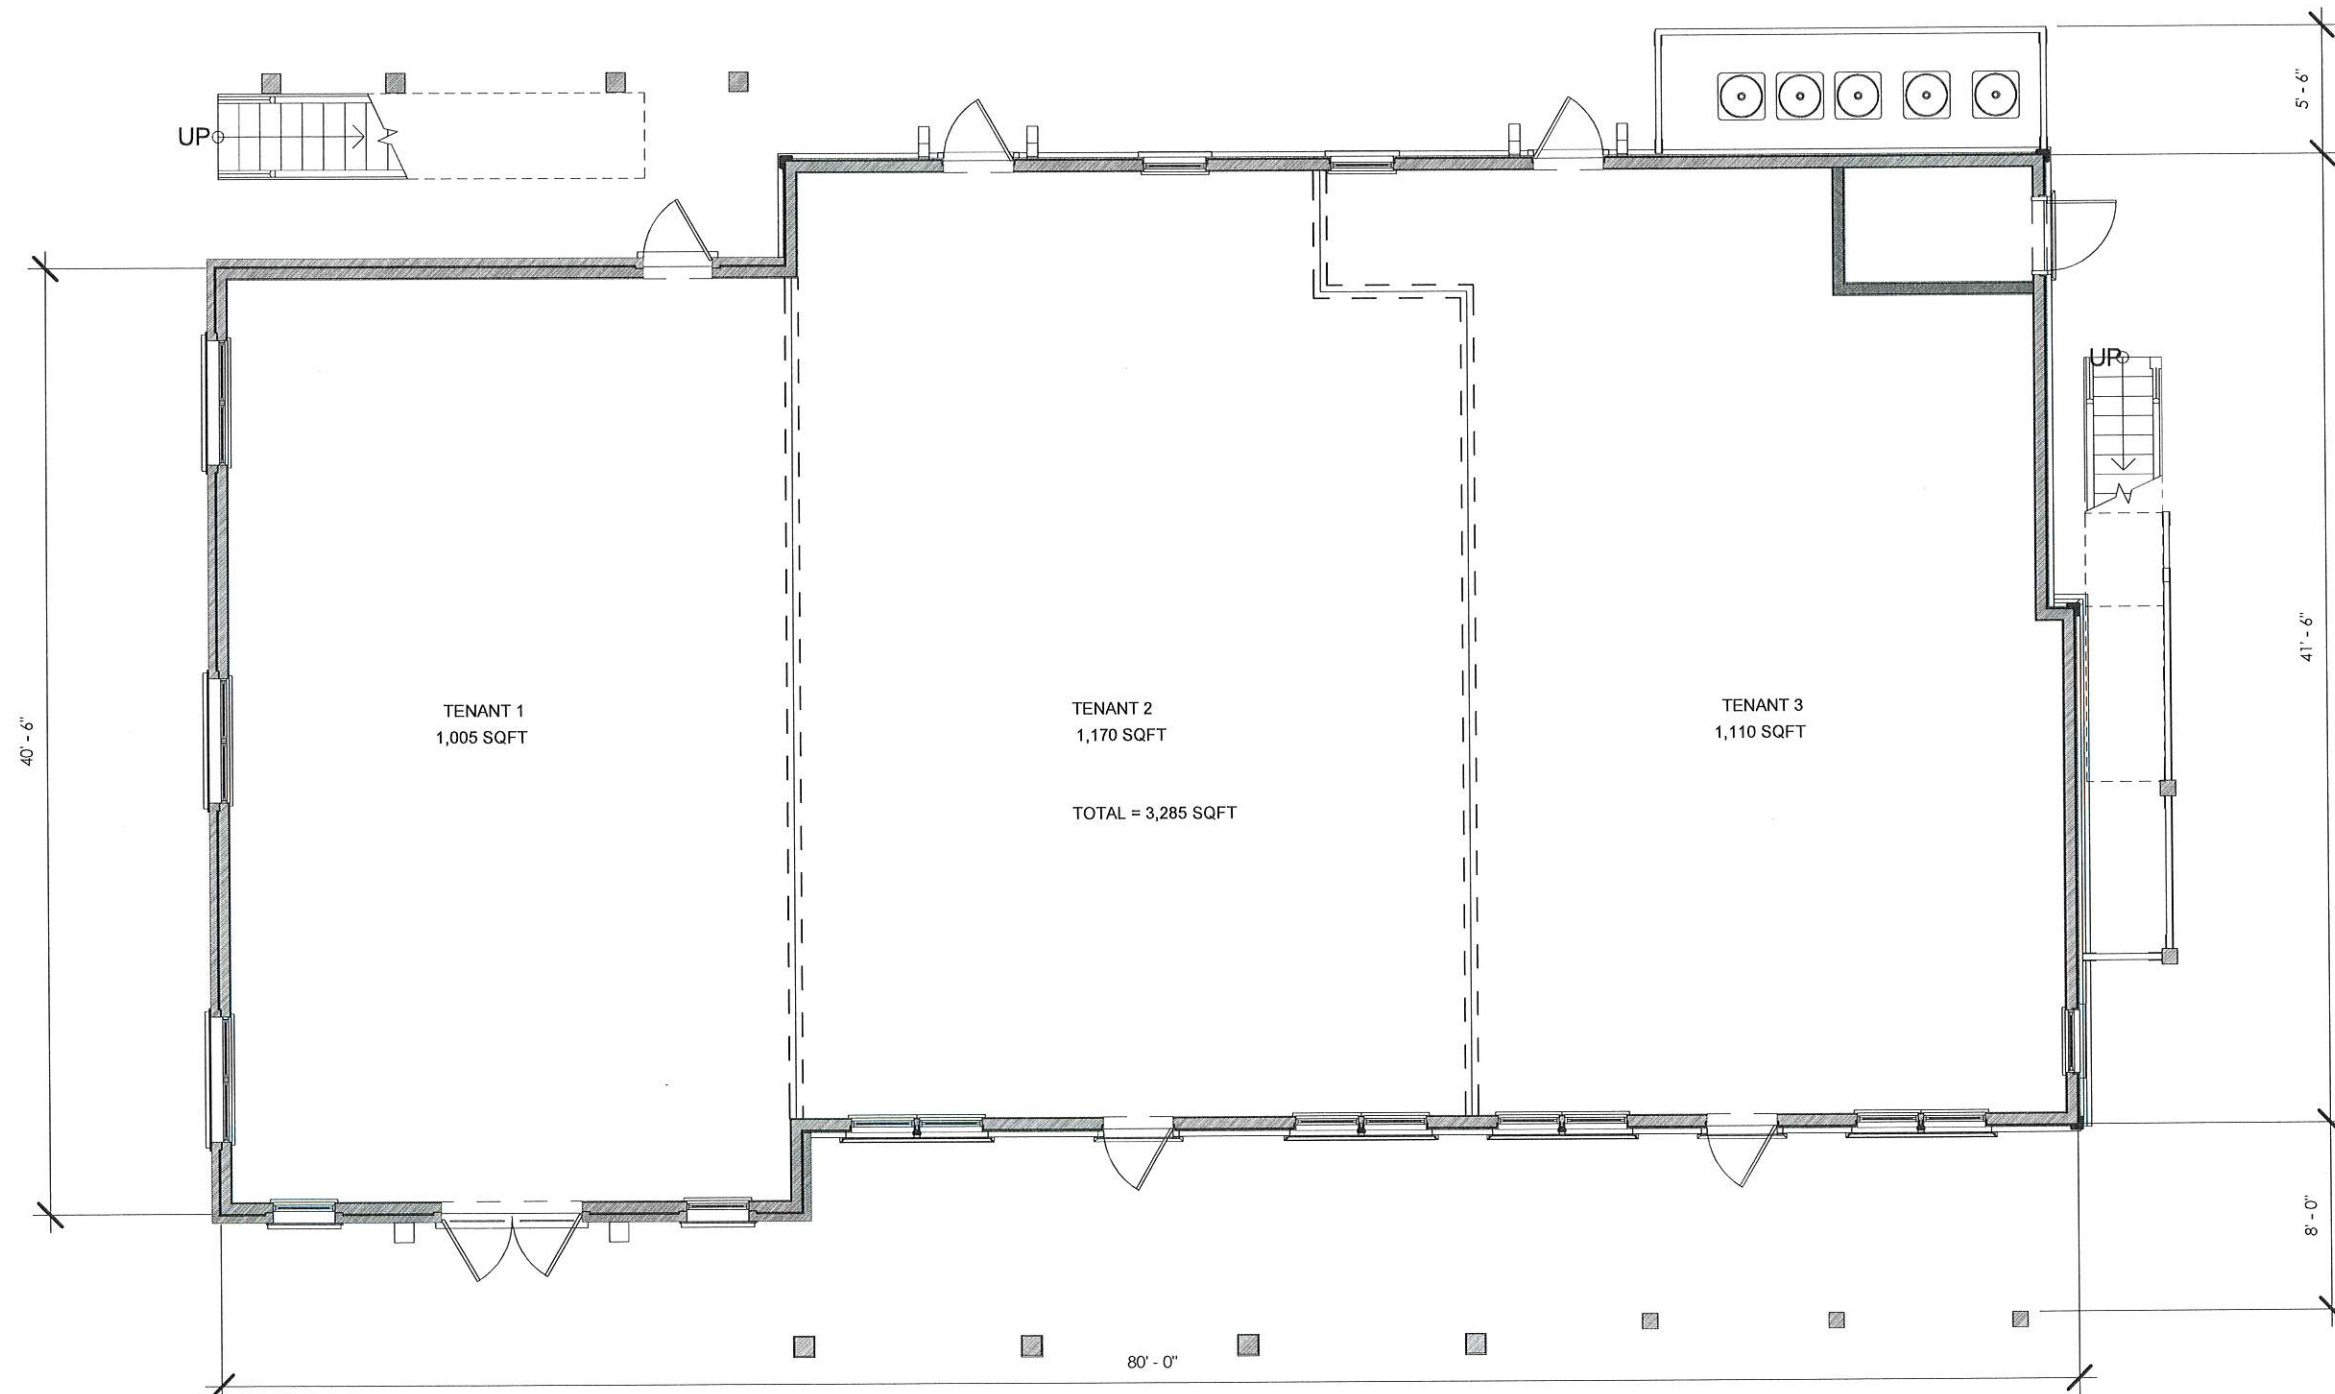 UP
5' - 6"
UP
40' - 6"
41' - 6"
TENANT 1
1,005 SQFT
TENANT 2
1,170 SQFT
TOTAL = 3,285 SQFT
TENANT 3
1,110 SQFT
8' - 0"
80' - 0"